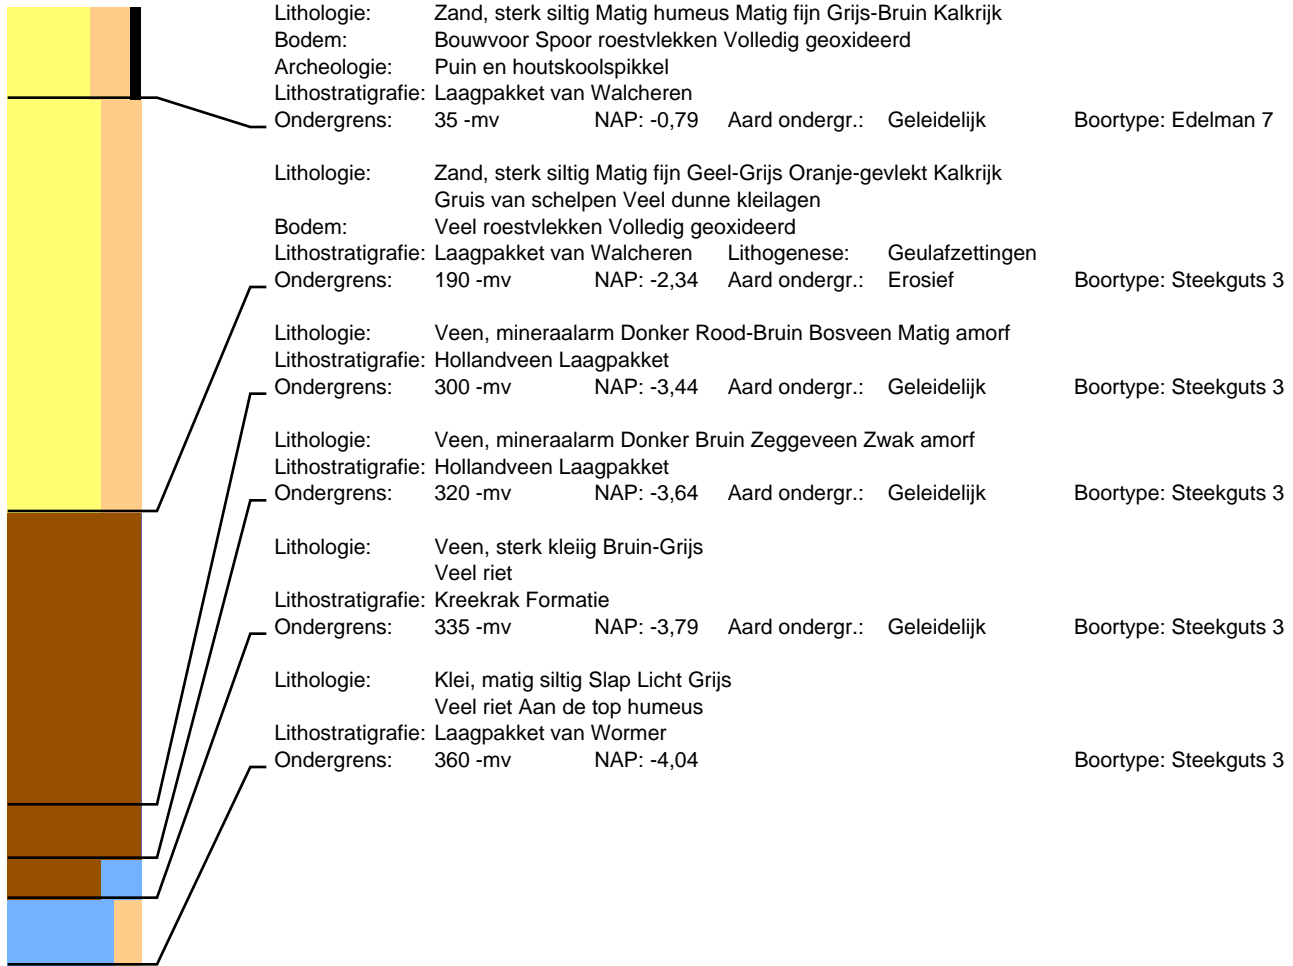 Lithologie: Zand, sterk siltig Matig humeus Matig fijn Grijs-Bruin Kalkrijk
Bodem: Bouwvoor Spoor roestvlekken Volledig geoxideerd
Archeologie: Puin en houtskoolspikkel
Lithostratigrafie: Laagpakket van Walcheren
Ondergrens: 35 -mv NAP: -0,79 Aard ondergr.: Geleidelijk Boortype: Edelman 7
Lithologie: Zand, sterk siltig Matig fijn Geel-Grijs Oranje-gevlekt Kalkrijk
Gruis van schelpen Veel dunne kleilagen
Bodem: Veel roestvlekken Volledig geoxideerd
Lithostratigrafie: Laagpakket van Walcheren Lithogenese: Geulafzettingen
Ondergrens: 190 -mv NAP: -2,34 Aard ondergr.: Erosief Boortype: Steekguts 3
Lithologie: Veen, mineraalarm Donker Rood-Bruin Bosveen Matig amorf
Lithostratigrafie: Hollandveen Laagpakket
Ondergrens: 300 -mv NAP: -3,44 Aard ondergr.: Geleidelijk Boortype: Steekguts 3
Lithologie: Veen, mineraalarm Donker Bruin Zeggeveen Zwak amorf
Lithostratigrafie: Hollandveen Laagpakket
Ondergrens: 320 -mv NAP: -3,64 Aard ondergr.: Geleidelijk Boortype: Steekguts 3
Lithologie: Veen, sterk kleiig Bruin-Grijs
Veel riet
Lithostratigrafie: Kreekrak Formatie
Ondergrens: 335 -mv NAP: -3,79 Aard ondergr.: Geleidelijk Boortype: Steekguts 3
Lithologie: Klei, matig siltig Slap Licht Grijs
Veel riet Aan de top humeus
Lithostratigrafie: Laagpakket van Wormer
Ondergrens: 360 -mv NAP: -4,04 Boortype: Steekguts 3